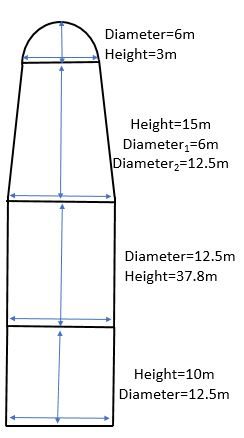 Diameter=6m
Height=3m
Height=15m
Diameter₁=6m
Diameter₂=12.5m
Diameter=12.5m
Height=37.8m
Height=10m
Diameter=12.5m